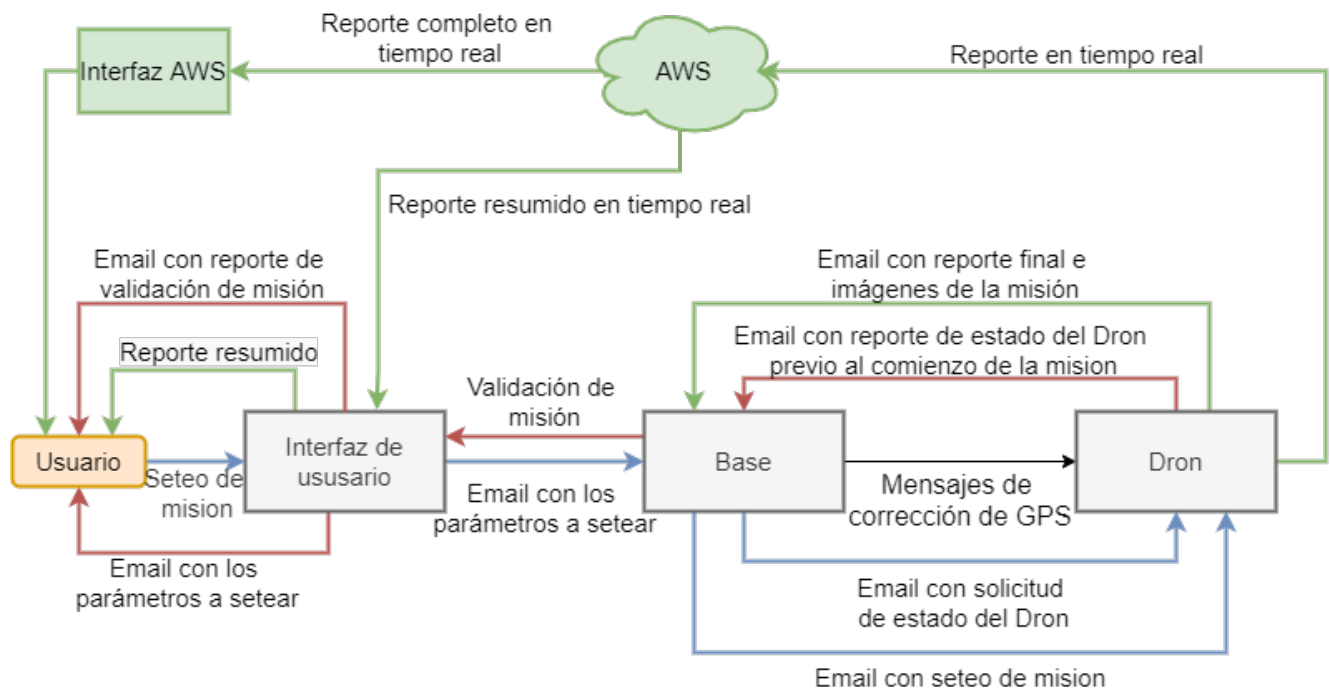 Reporte completo en
tiempo real
Interfaz AWS
AWS
Reporte en tiempo real
Reporte resumido en tiempo real
Email con reporte de
validación de misión
Reporte resumido
Email con reporte final e
imágenes de la misión
Email con reporte de estado del Dron
previo al comienzo de la mision
Validación de
misión
Usuario
Seteo de
mision
Interfaz de
ususario
Base
Dron
Email con los
parámetros a setear
Mensajes de
corrección de GPS
Email con los
parámetros a setear
Email con solicitud
de estado del Dron
Email con seteo de mision